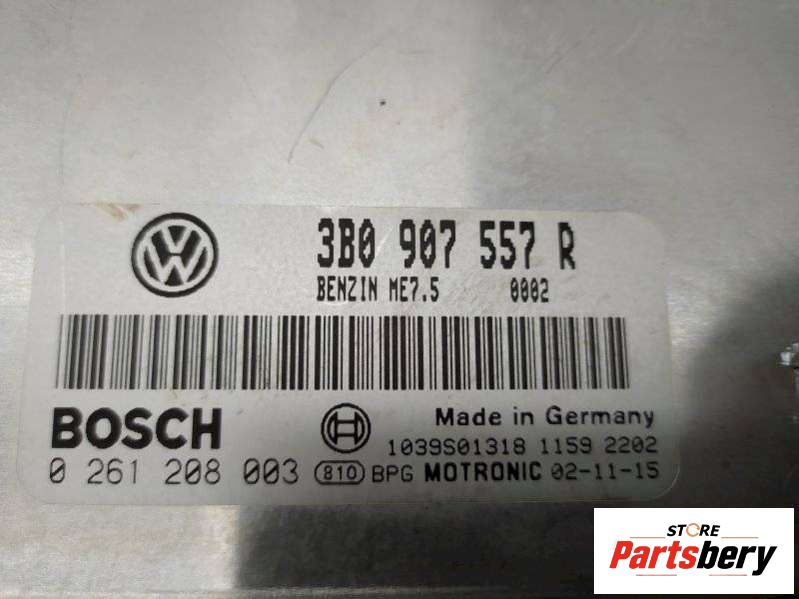 VW
3B0 907 557 R
BENZIN ME7.5 0002
BOSCH
Made in Germany
1039S01318 1159 2202
0 261 208 003 810 BPG MOTRONIC 02-11-15
STORE
Partsbery